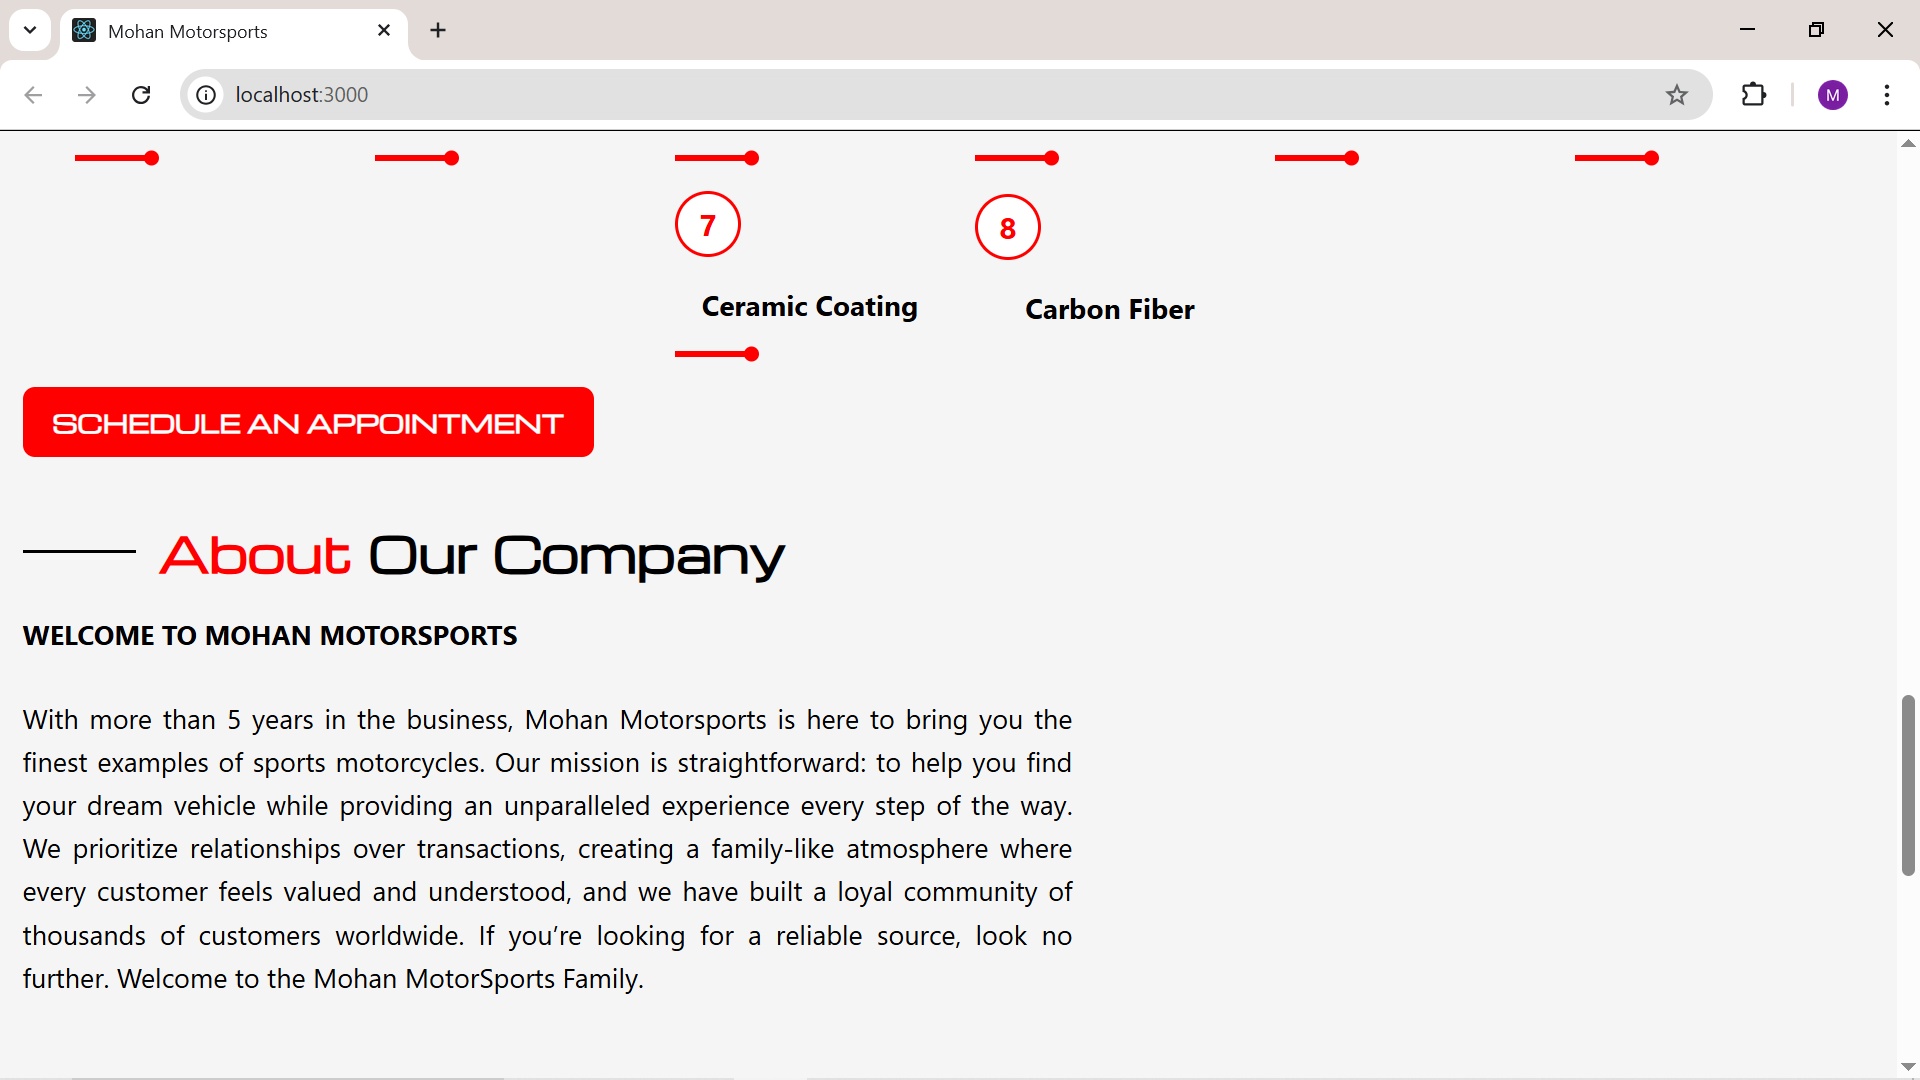 Mohan Motorsports
localhost:3000
M
7
8
Ceramic Coating
Carbon Fiber
SCHEDULE AN APPOINTMENT
About Our Company
WELCOME TO MOHAN MOTORSPORTS
With more than 5 years in the business, Mohan Motorsports is here to bring you the
finest examples of sports motorcycles. Our mission is straightforward: to help you find
your dream vehicle while providing an unparalleled experience every step of the way.
We prioritize relationships over transactions, creating a family-like atmosphere where
every customer feels valued and understood, and we have built a loyal community of
thousands of customers worldwide. If you’re looking for a reliable source, look no
further. Welcome to the Mohan MotorSports Family.